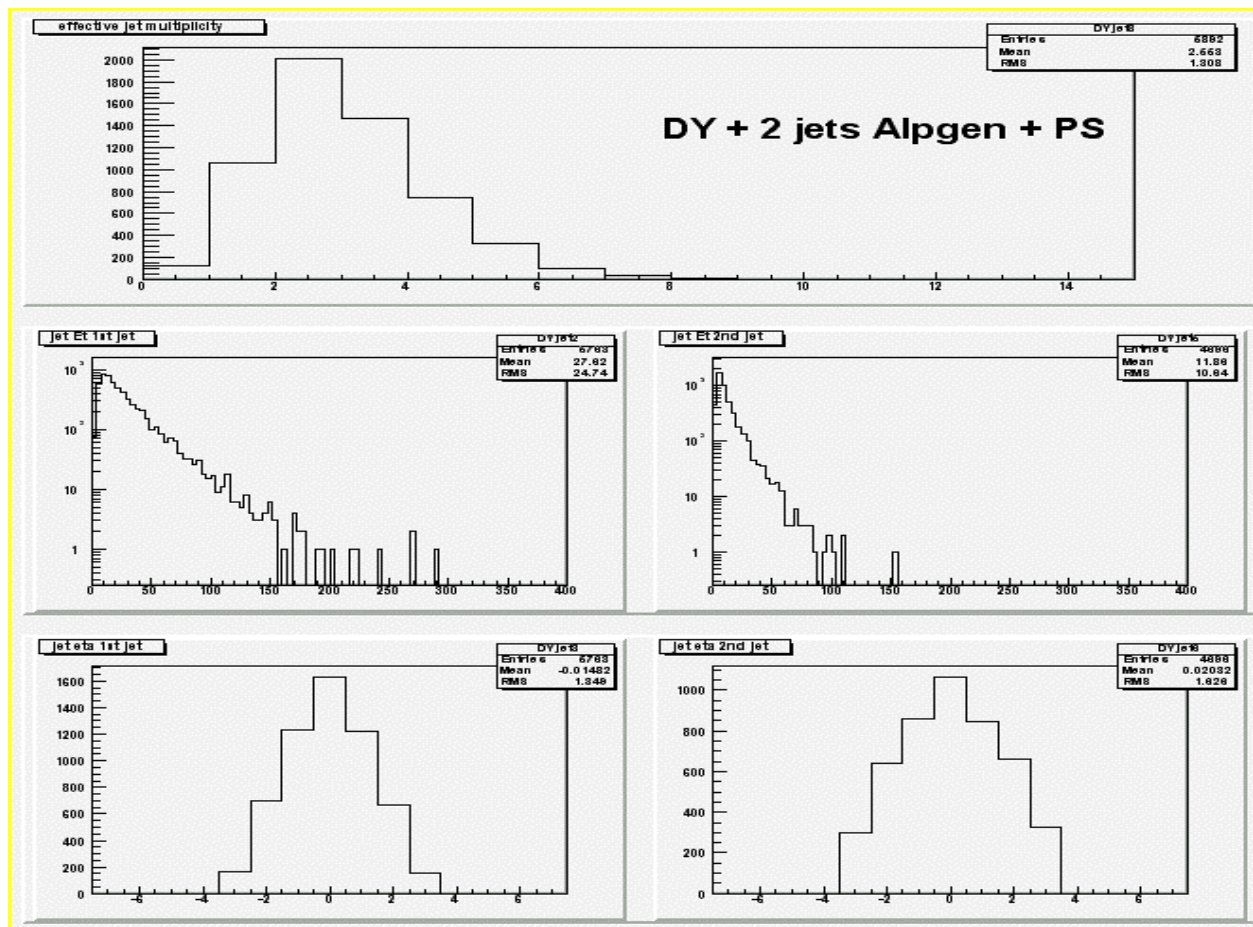 effective jet multiplicity
Entries
Mean 2.553
RMS 1.308
DY + 2 jets Alpgen + PS
2000
1800
1600
1400
1200
1000
800
600
400
200
0
0 2 4 6 8 10 12 14
jet Et 1st jet
Entries 5763
Mean 27.62
RMS 24.74
10³
10²
10
1
0 50 100 150 200 250 300 350 400
jet Et 2nd jet
Entries
Mean 11.86
RMS 10.64
10³
10²
10
1
0 50 100 150 200 250 300 350 400
jet eta 1st jet
Entries 5763
Mean -0.01482
RMS 1.349
1600
1400
1200
1000
800
600
400
200
0
-6 -4 -2 0 2 4 6
jet eta 2nd jet
Entries
Mean 0.02032
RMS 1.626
1000
800
600
400
200
0
-6 -4 -2 0 2 4 6